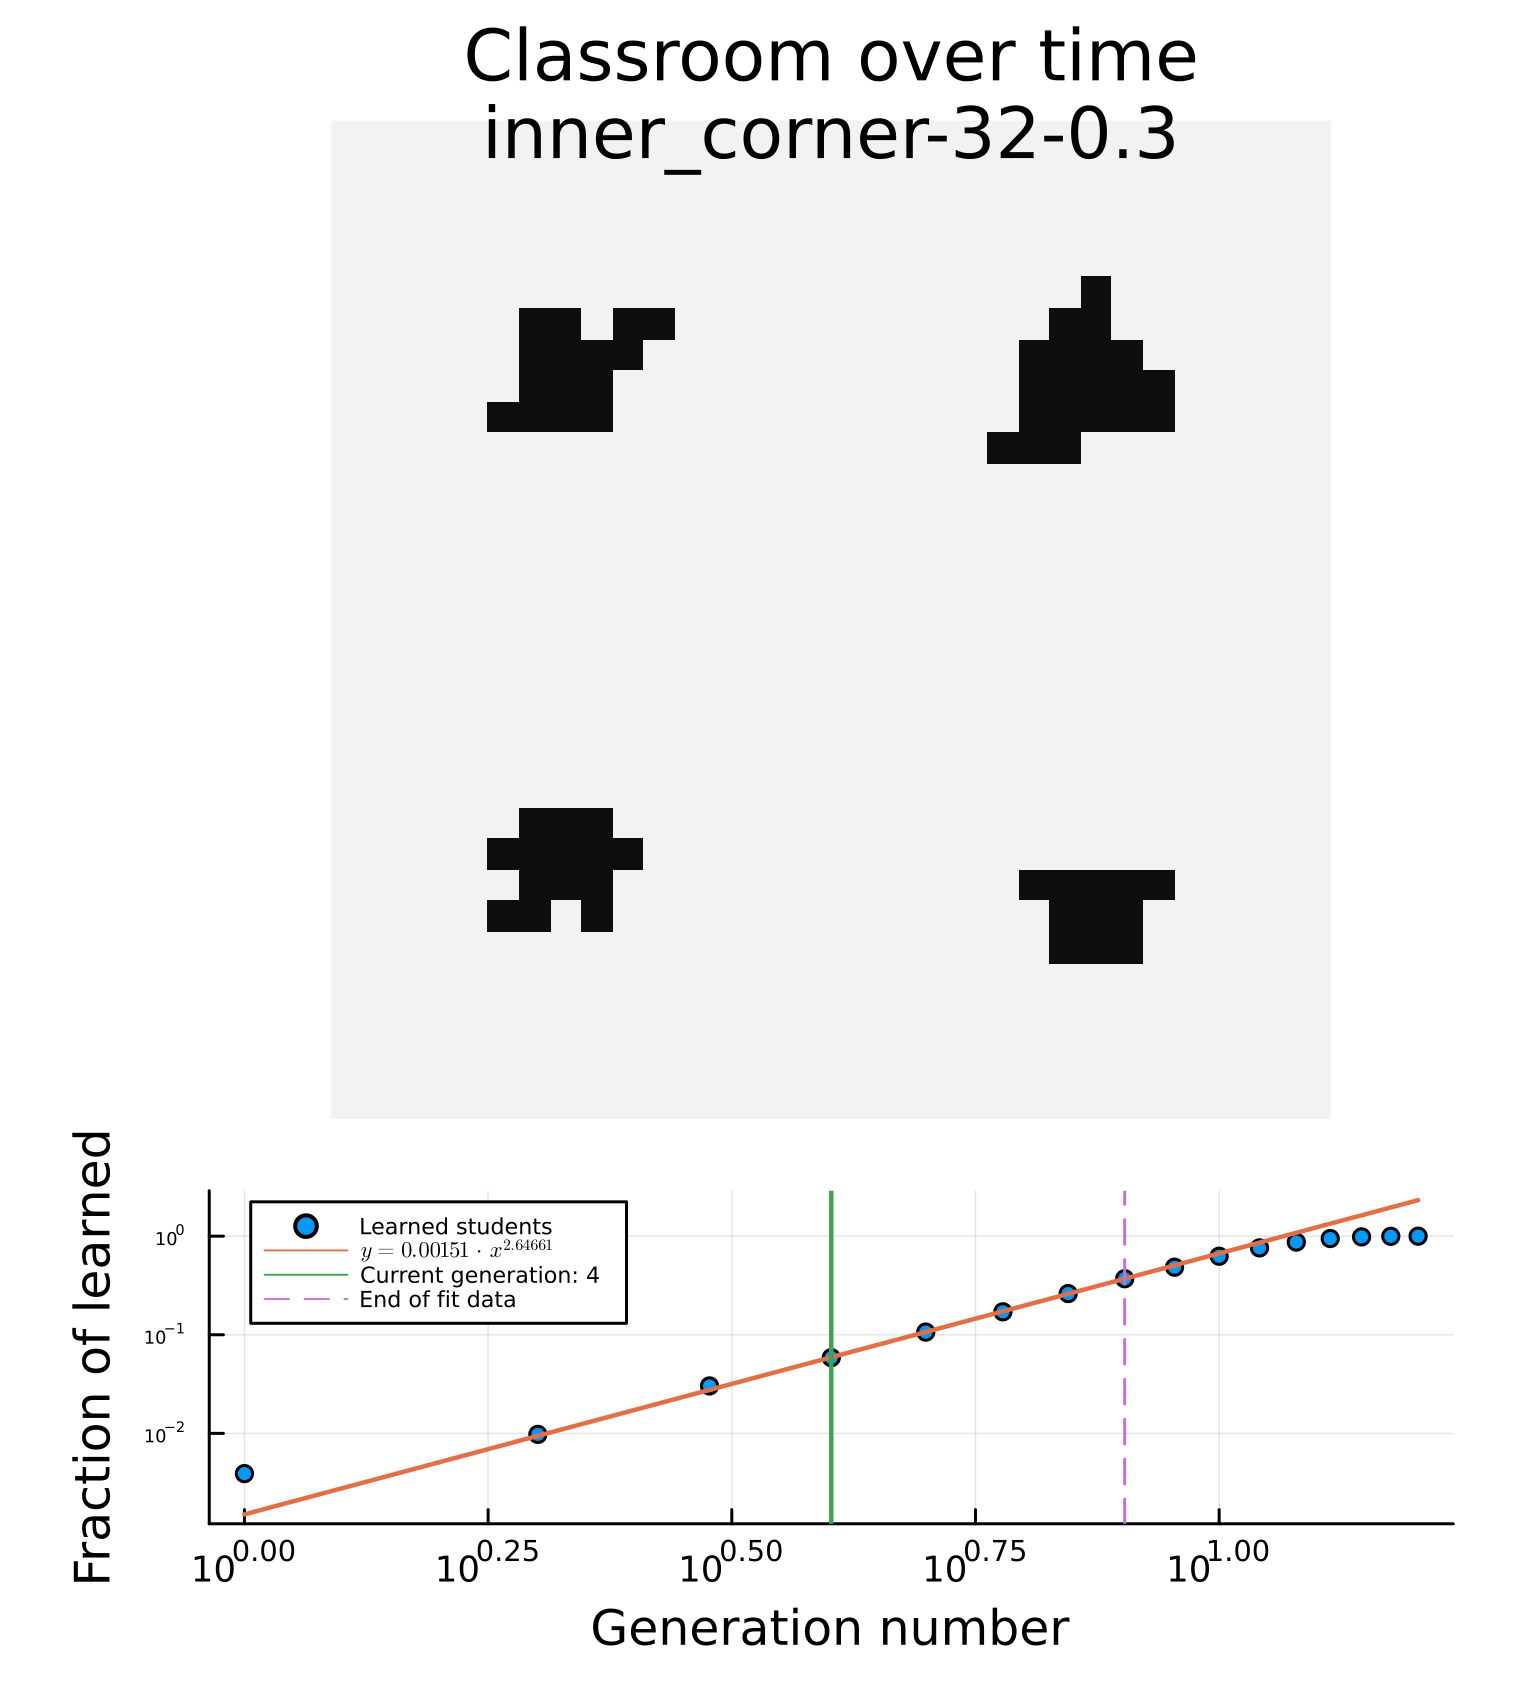 Classroom over time
inner_corner-32-0.3
Fraction of learned
10^0
10^−1
10^−2
Learned students
y = 0.00151 · x^2.64661
Current generation: 4
End of fit data
10^0.00 10^0.25 10^0.50 10^0.75 10^1.00
Generation number